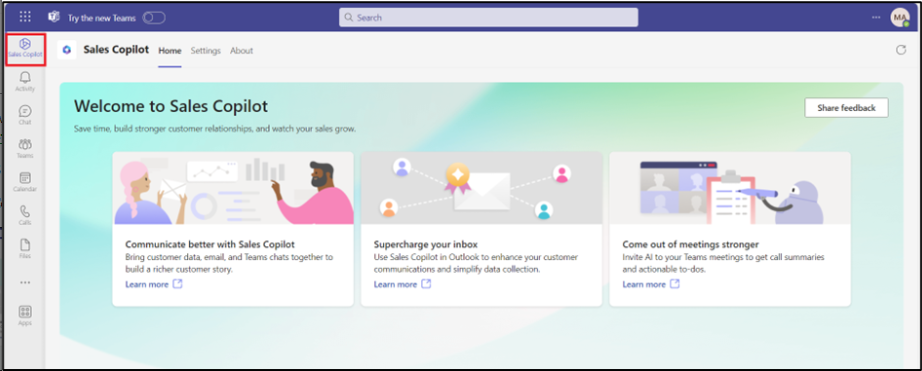 Try the new Teams
Search
MA
Sales Copilot
Sales Copilot
Home
Settings
About
Activity
Chat
Teams
Calendar
Calls
Files
Apps
Welcome to Sales Copilot
Share feedback
Save time, build stronger customer relationships, and watch your sales grow.
Communicate better with Sales Copilot
Bring customer data, email, and Teams chats together to
build a richer customer story.
Learn more
Supercharge your inbox
Use Sales Copilot in Outlook to enhance your customer
communications and simplify data collection.
Learn more
Come out of meetings stronger
Invite AI to your Teams meetings to get call summaries
and actionable to-dos.
Learn more